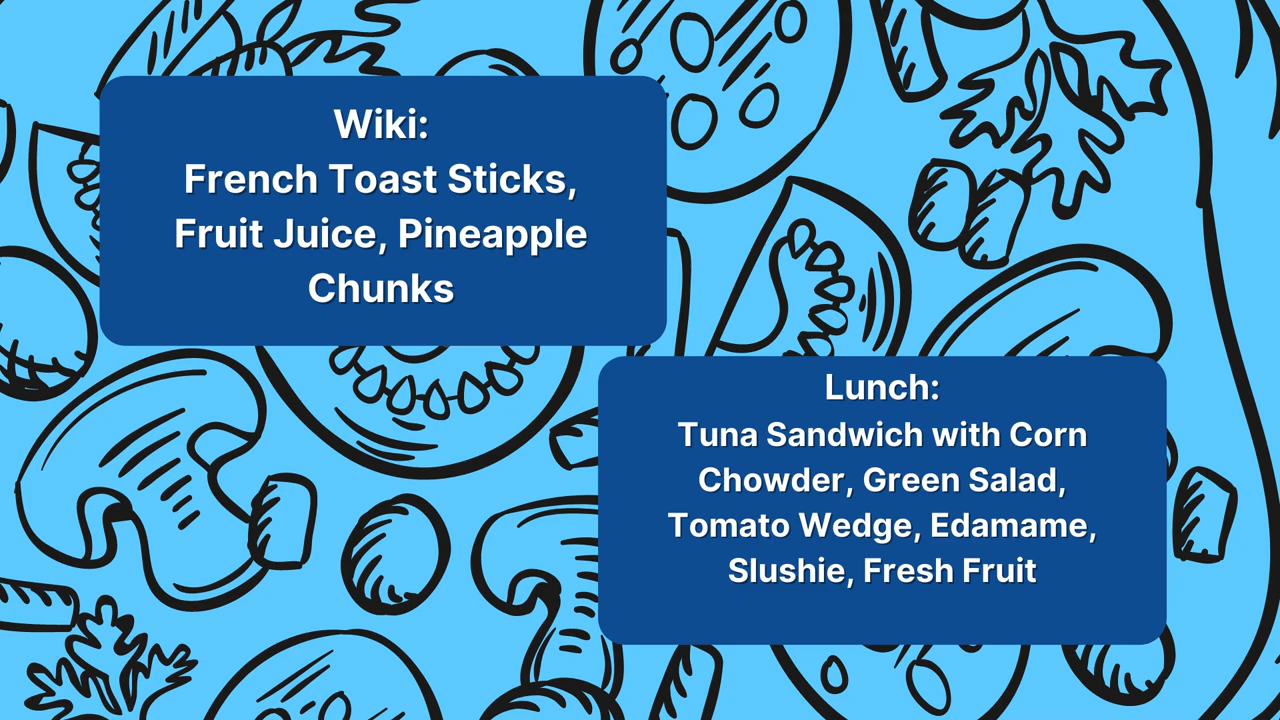 Wiki:
French Toast Sticks,
Fruit Juice, Pineapple
Chunks
Lunch:
Tuna Sandwich with Corn
Chowder, Green Salad,
Tomato Wedge, Edamame,
Slushie, Fresh Fruit